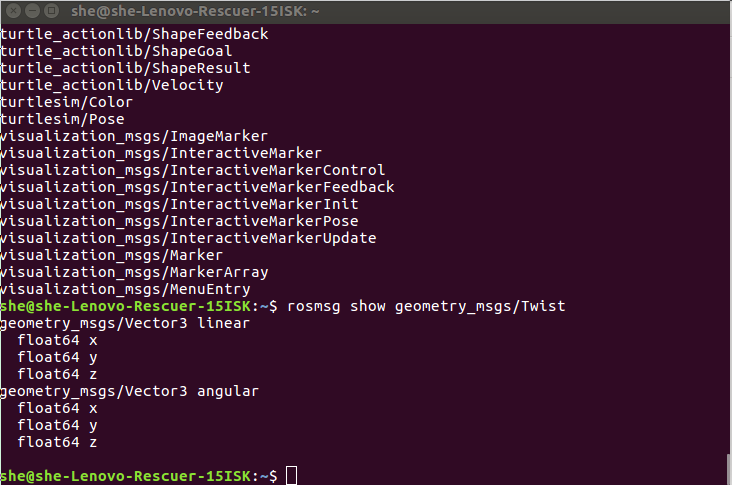 she@she-Lenovo-Rescuer-15ISK: ~
turtle_actionlib/ShapeFeedback
turtle_actionlib/ShapeGoal
turtle_actionlib/ShapeResult
turtle_actionlib/Velocity
turtlesim/Color
turtlesim/Pose
visualization_msgs/ImageMarker
visualization_msgs/InteractiveMarker
visualization_msgs/InteractiveMarkerControl
visualization_msgs/InteractiveMarkerFeedback
visualization_msgs/InteractiveMarkerInit
visualization_msgs/InteractiveMarkerPose
visualization_msgs/InteractiveMarkerUpdate
visualization_msgs/Marker
visualization_msgs/MarkerArray
visualization_msgs/MenuEntry
she@she-Lenovo-Rescuer-15ISK:~$ rosmsg show geometry_msgs/Twist
geometry_msgs/Vector3 linear
  float64 x
  float64 y
  float64 z
geometry_msgs/Vector3 angular
  float64 x
  float64 y
  float64 z
she@she-Lenovo-Rescuer-15ISK:~$